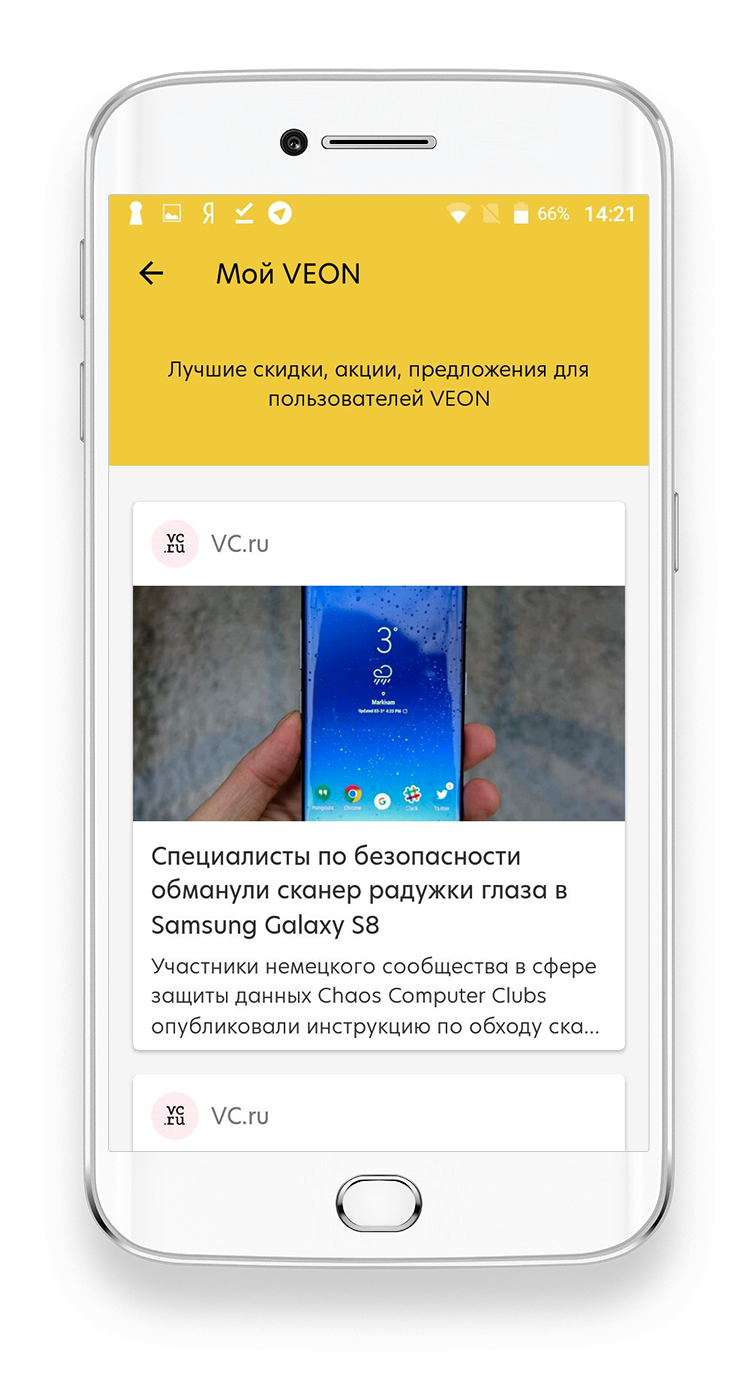 Я 66% 14:21
Мой VEON
Лучшие скидки, акции, предложения для
пользователей VEON
vc
.ru
VC.ru
3°
Markham
Chrome
Специалисты по безопасности
обманули сканер радужки глаза в
Samsung Galaxy S8
Участники немецкого сообщества в сфере
защиты данных Chaos Computer Clubs
опубликовали инструкцию по обходу ска...
vc
.ru
VC.ru